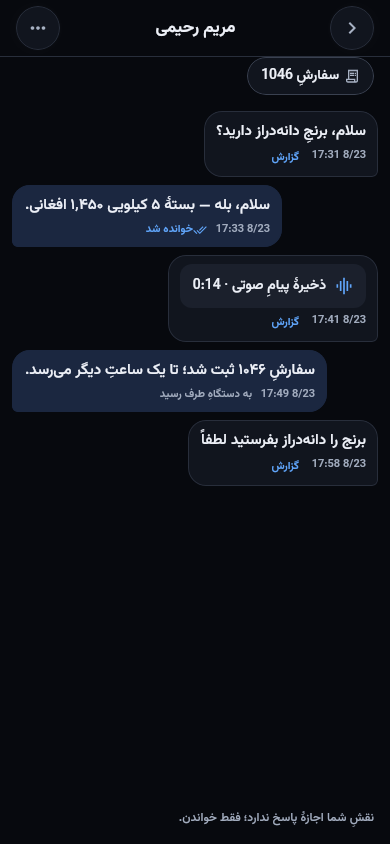 مریم رحیمی
سفارشِ 1046
سلام، برنجِ دانه‌دراز دارید؟
8/23 17:31 گزارش
سلام، بله — بستهٔ ۵ کیلویی ۱,۴۵۰ افغانی.
8/23 17:33 خوانده شد
ذخیرهٔ پیامِ صوتی · 0:14
8/23 17:41 گزارش
سفارشِ ۱۰۴۶ ثبت شد؛ تا یک ساعتِ دیگر می‌رسد.
8/23 17:49 به دستگاهِ طرف رسید
برنج را دانه‌دراز بفرستید لطفاً
8/23 17:58 گزارش
نقشِ شما اجازهٔ پاسخ ندارد؛ فقط خواندن.